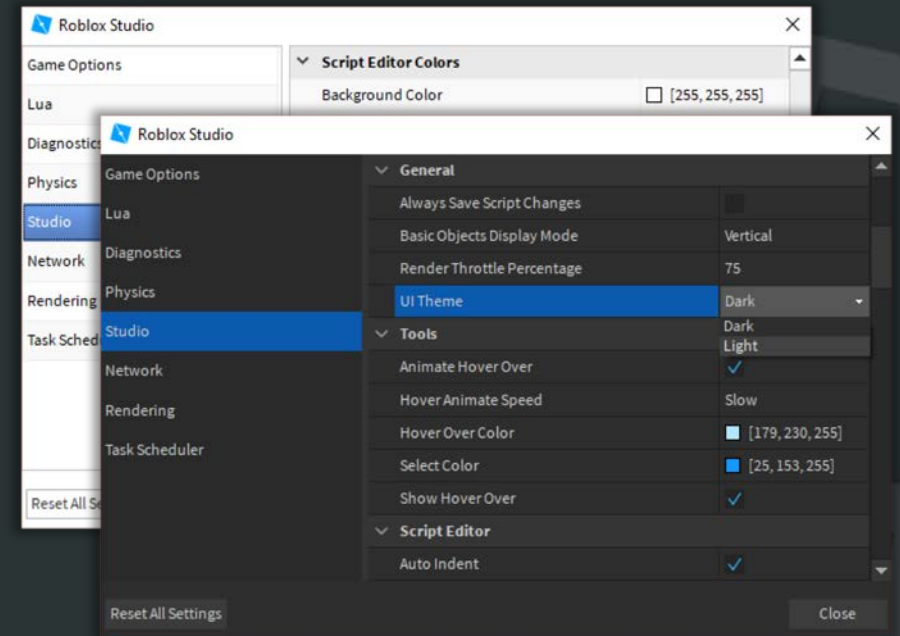 Roblox Studio
Game Options
Lua
Diagnostics
Physics
Studio
Network
Rendering
Task Sched
Reset All Se
Script Editor Colors
Background Color [255, 255, 255]
Roblox Studio
Game Options
Lua
Diagnostics
Physics
Studio
Network
Rendering
Task Scheduler
General
Always Save Script Changes
Basic Objects Display Mode Vertical
Render Throttle Percentage 75
UI Theme Dark
Dark
Light
Tools
Animate Hover Over
Hover Animate Speed Slow
Hover Over Color [179, 230, 255]
Select Color [25, 153, 255]
Show Hover Over
Script Editor
Auto Indent
Reset All Settings
Close